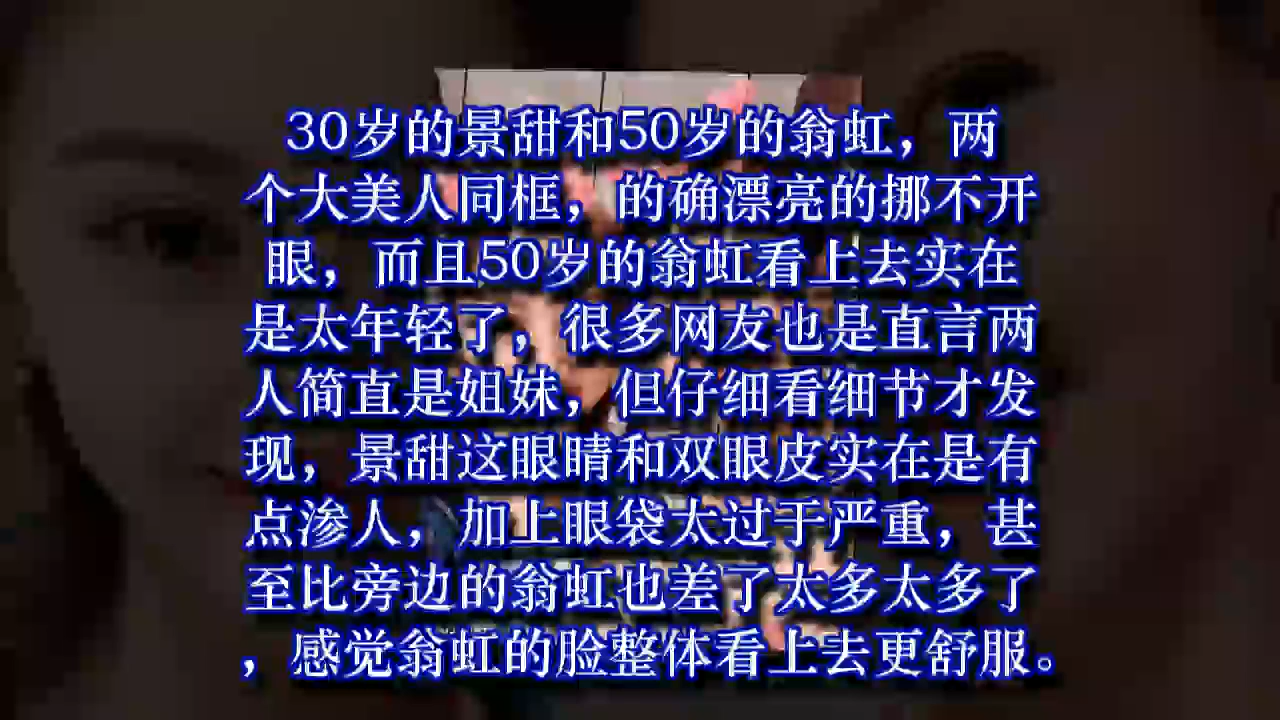 30岁的景甜和50岁的翁虹，两
个大美人同框，的确漂亮的挪不开
眼，而且50岁的翁虹看上去实在
是太年轻了，很多网友也是直言两
人简直是姐妹，但仔细看细节才发
现，景甜这眼睛和双眼皮实在是有
点渗人，加上眼袋太过于严重，甚
至比旁边的翁虹也差了太多太多了
，感觉翁虹的脸整体看上去更舒服。